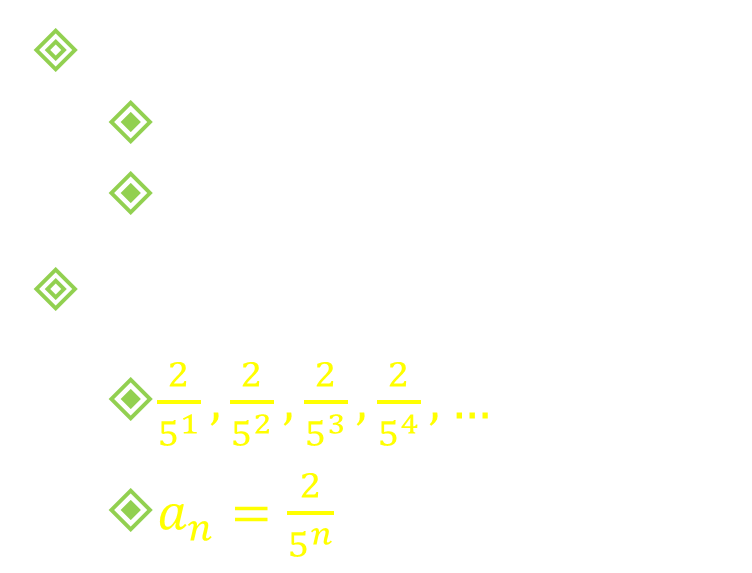 2/5¹, 2/5², 2/5³, 2/5⁴, …
aₙ = 2/5ⁿ